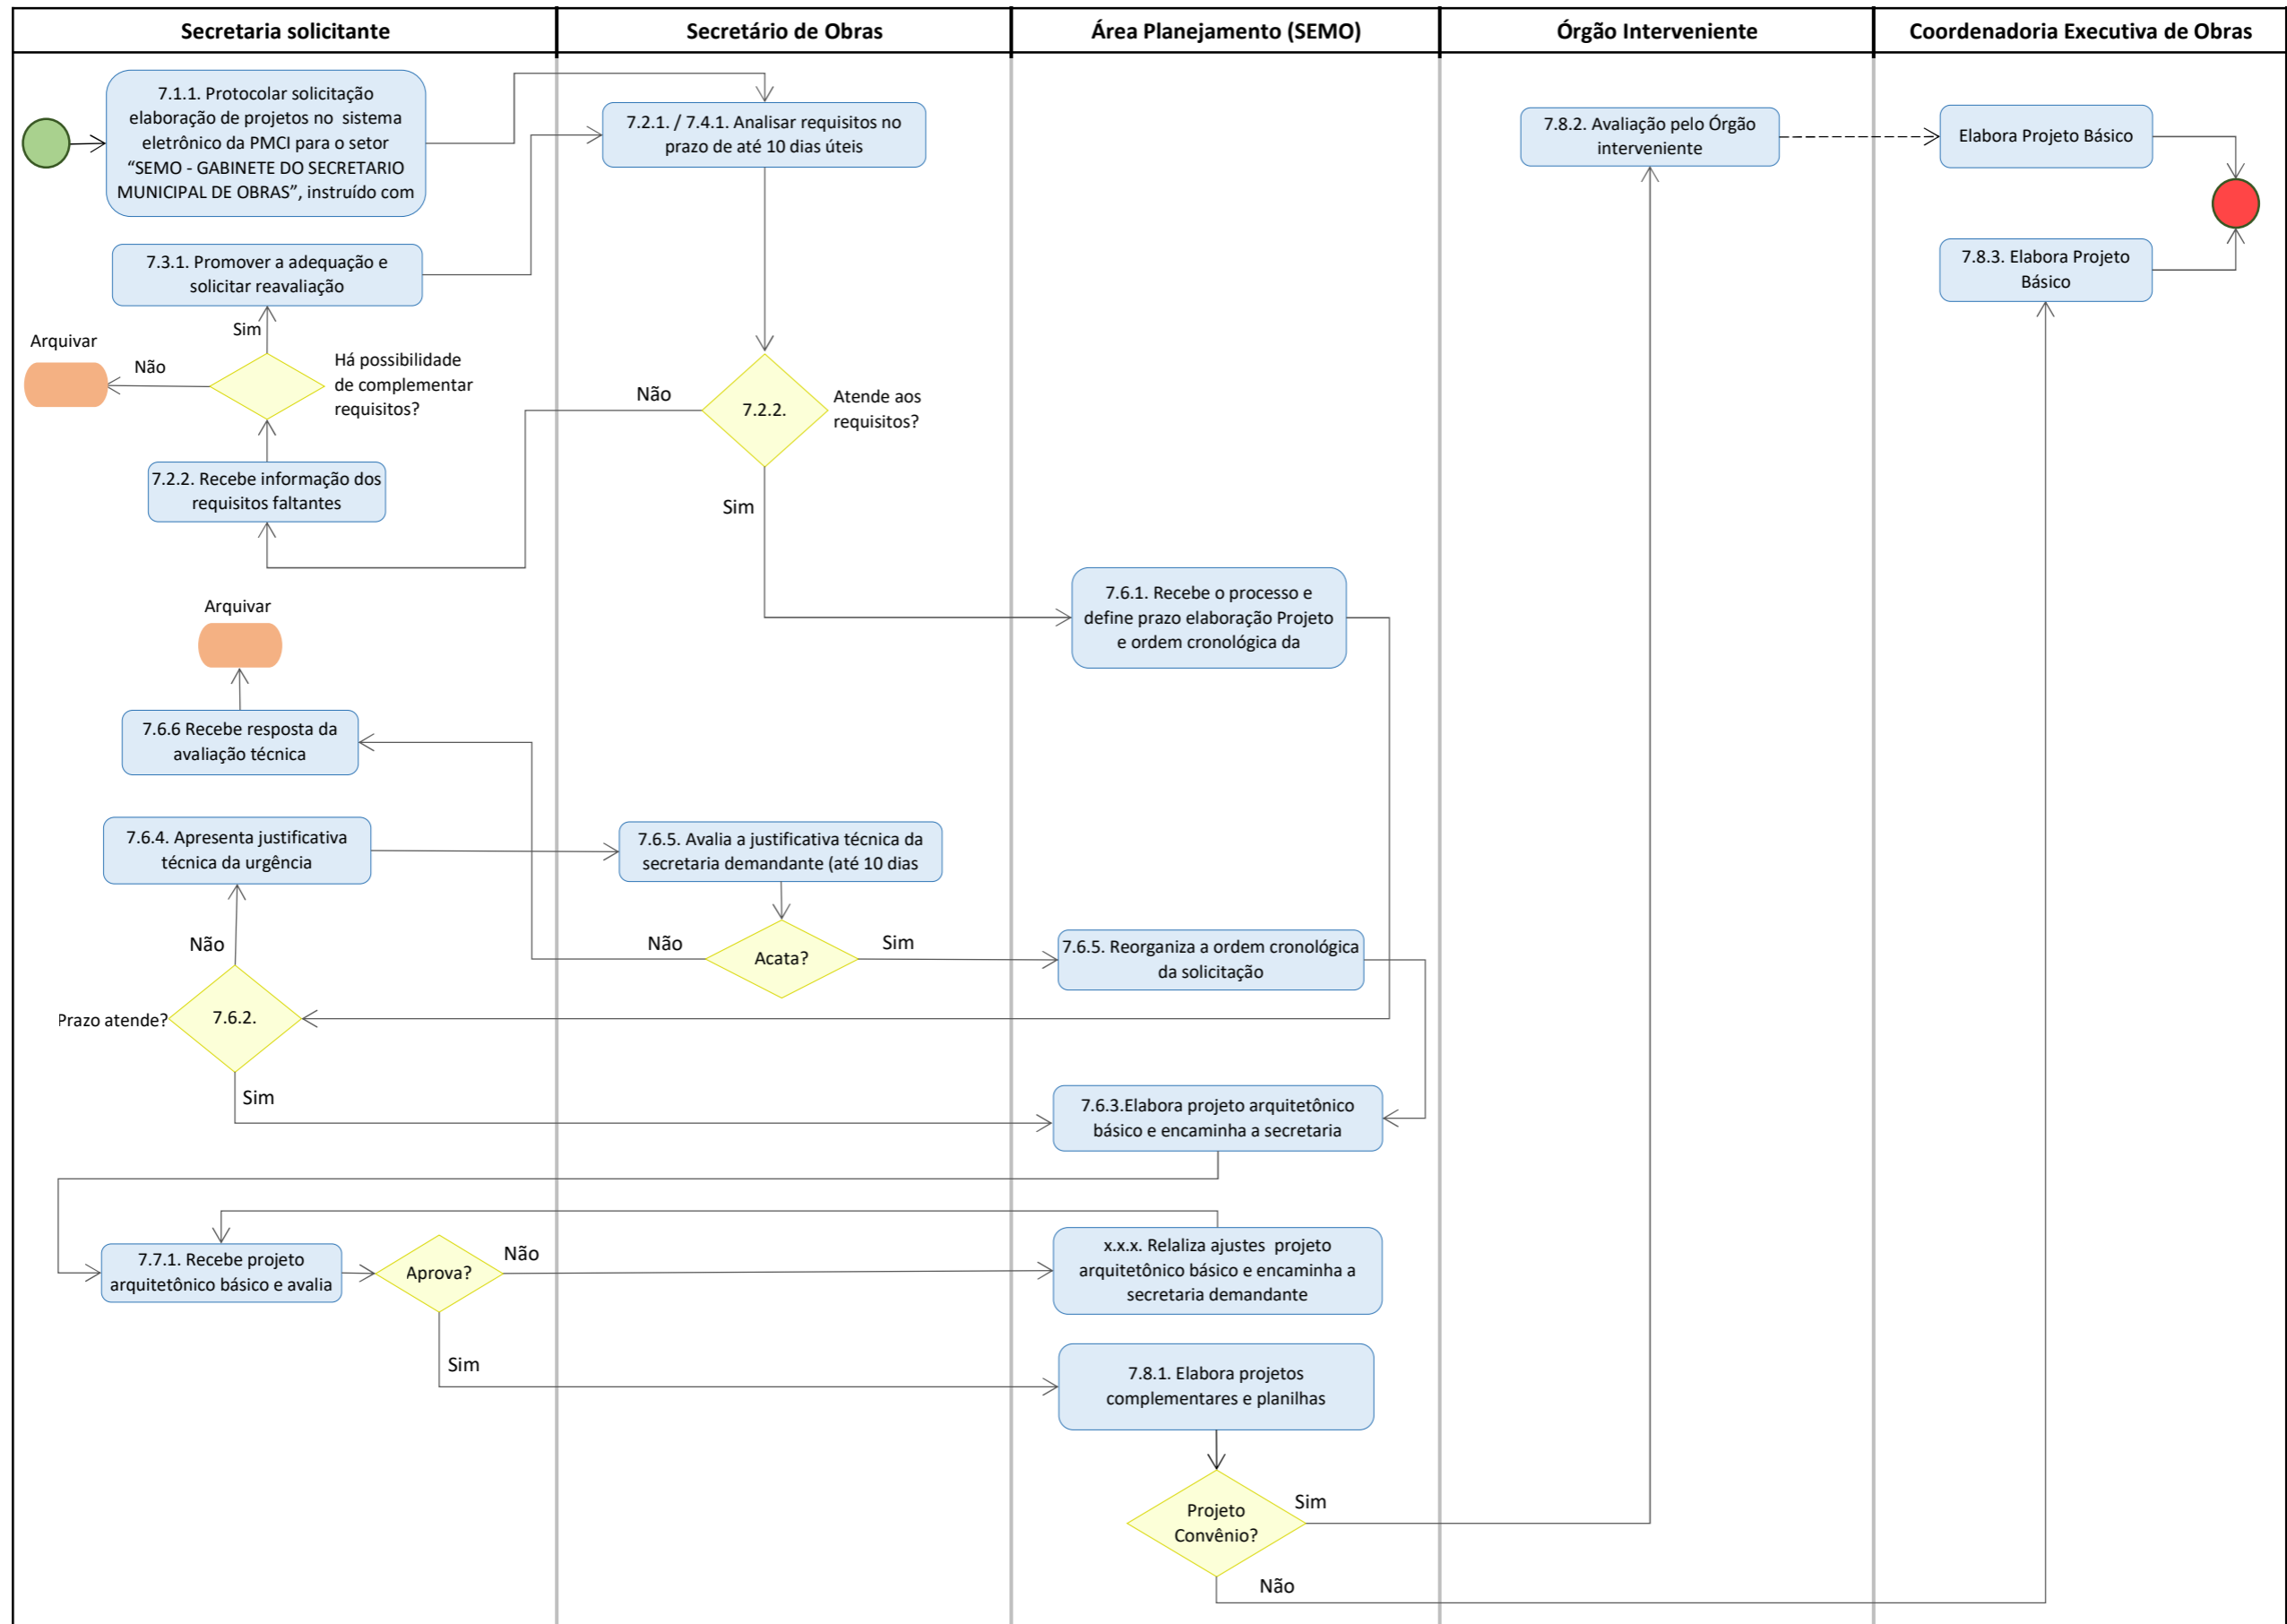 Secretaria solicitante
Secretário de Obras
Área Planejamento (SEMO)
Órgão Interveniente
Coordenadoria Executiva de Obras
7.1.1. Protocolar solicitação
elaboração de projetos no sistema
eletrônico da PMCI para o setor
“SEMO - GABINETE DO SECRETARIO
MUNICIPAL DE OBRAS”, instruído com
7.2.1. / 7.4.1. Analisar requisitos no
prazo de até 10 dias úteis
7.8.2. Avaliação pelo Órgão
interveniente
Elabora Projeto Básico
7.3.1. Promover a adequação e
solicitar reavaliação
7.8.3. Elabora Projeto
Básico
Sim
Arquivar
Não
Há possibilidade
de complementar
requisitos?
Não
7.2.2.
Atende aos
requisitos?
7.2.2. Recebe informação dos
requisitos faltantes
Sim
Arquivar
7.6.1. Recebe o processo e
define prazo elaboração Projeto
e ordem cronológica da
7.6.6 Recebe resposta da
avaliação técnica
7.6.4. Apresenta justificativa
técnica da urgência
7.6.5. Avalia a justificativa técnica da
secretaria demandante (até 10 dias
Não
Não
Acata?
Sim
7.6.5. Reorganiza a ordem cronológica
da solicitação
Prazo atende?
7.6.2.
Sim
7.6.3.Elabora projeto arquitetônico
básico e encaminha a secretaria
7.7.1. Recebe projeto
arquitetônico básico e avalia
Aprova?
Não
x.x.x. Relaliza ajustes projeto
arquitetônico básico e encaminha a
secretaria demandante
Sim
7.8.1. Elabora projetos
complementares e planilhas
Projeto
Convênio?
Sim
Não